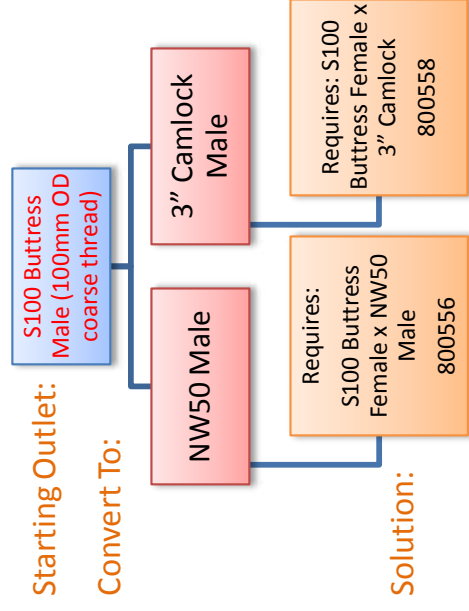 Starting Outlet:
S100 Buttress
Male (100mm OD
coarse thread)
Convert To:
NW50 Male
3” Camlock
Male
Solution:
Requires:
S100 Buttress
Female x NW50
Male
800556
Requires: S100
Buttress Female x
3” Camlock
800558